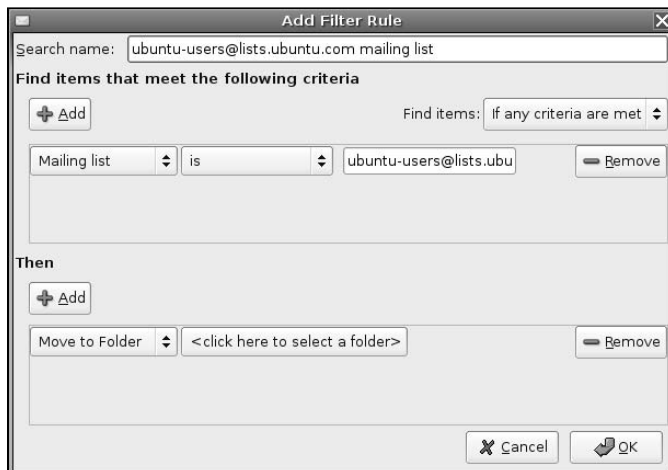 Add Filter Rule
Search name: ubuntu-users@lists.ubuntu.com mailing list
Find items that meet the following criteria
Add Find items: If any criteria are met
Mailing list is ubuntu-users@lists.ubu Remove
Then
Add
Move to Folder <click here to select a folder> Remove
Cancel OK